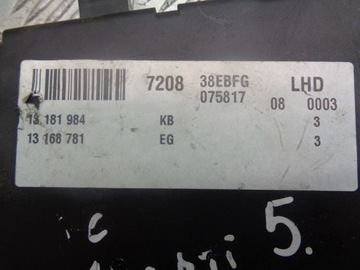 7208 38EBFG LHD
075817 08 0003
13 181 984 KB 3
13 168 781 EG 3
5.